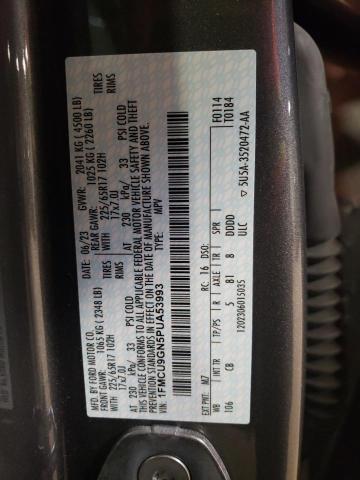 MFD. BY FORD MOTOR CO.
DATE: 06/23 GVWR: 2041 KG ( 4500 LB)
FRONT GAWR: 1065 KG ( 2348 LB) REAR GAWR: 1025 KG ( 2260 LB)
WITH 225/65R17 102H TIRES WITH 225/65R17 102H TIRES
17x7.0J RIMS 17x7.0J RIMS
AT 230 kPa/ 33 PSI COLD AT 230 kPa/ 33 PSI COLD
THIS VEHICLE CONFORMS TO ALL APPLICABLE FEDERAL MOTOR VEHICLE SAFETY, BUMPER, AND THEFT PREVENTION STANDARDS IN EFFECT ON THE DATE OF MANUFACTURE SHOWN ABOVE.
VIN: 1FMCU9GN5PUA53993
TYPE: MPV
F0114
T0184
EXT PNT: M7 RC: 16 DSO:
WB TP/PS R AXLE TR SPR
106 CB 5 81 8 DDDD
1202306015035 ULC
5U5A-3520472-AA